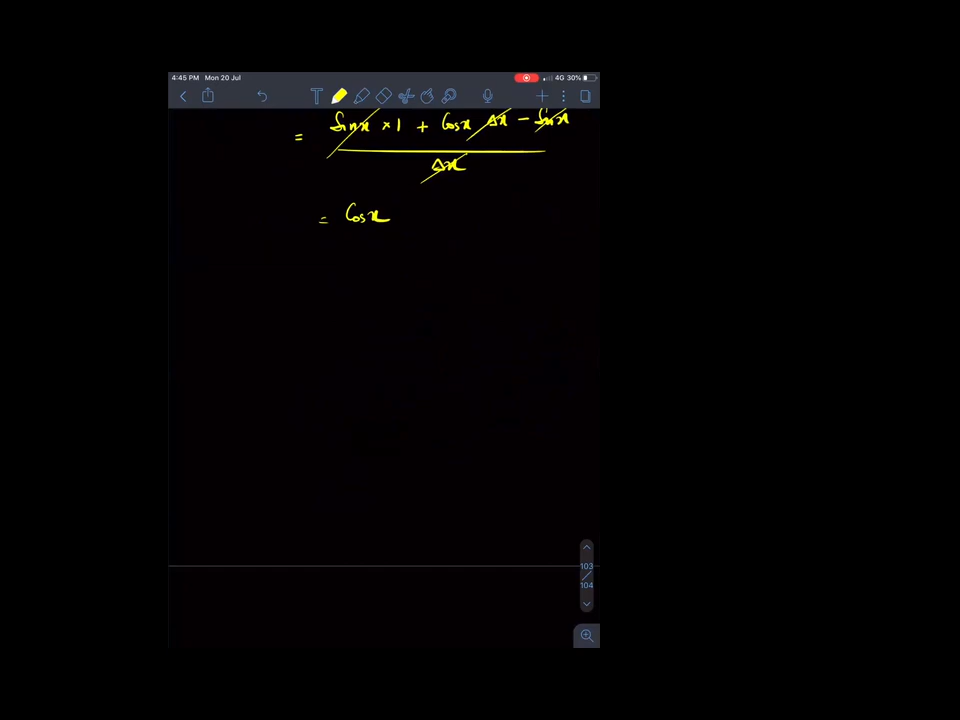 4:45 PM Mon 20 Jul 4G 30%
T
= Sinx × 1 + Cosx Δx - Sinx
Δx
= Cosx
103
104